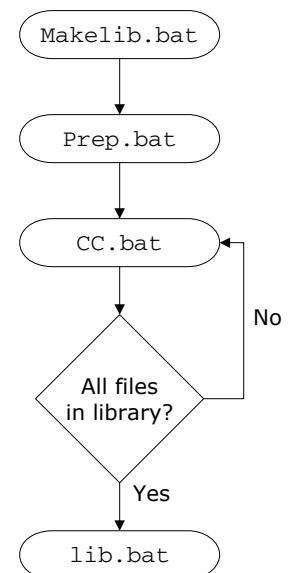 Makelib.bat
Prep.bat
CC.bat
No
All files
in library?
Yes
lib.bat